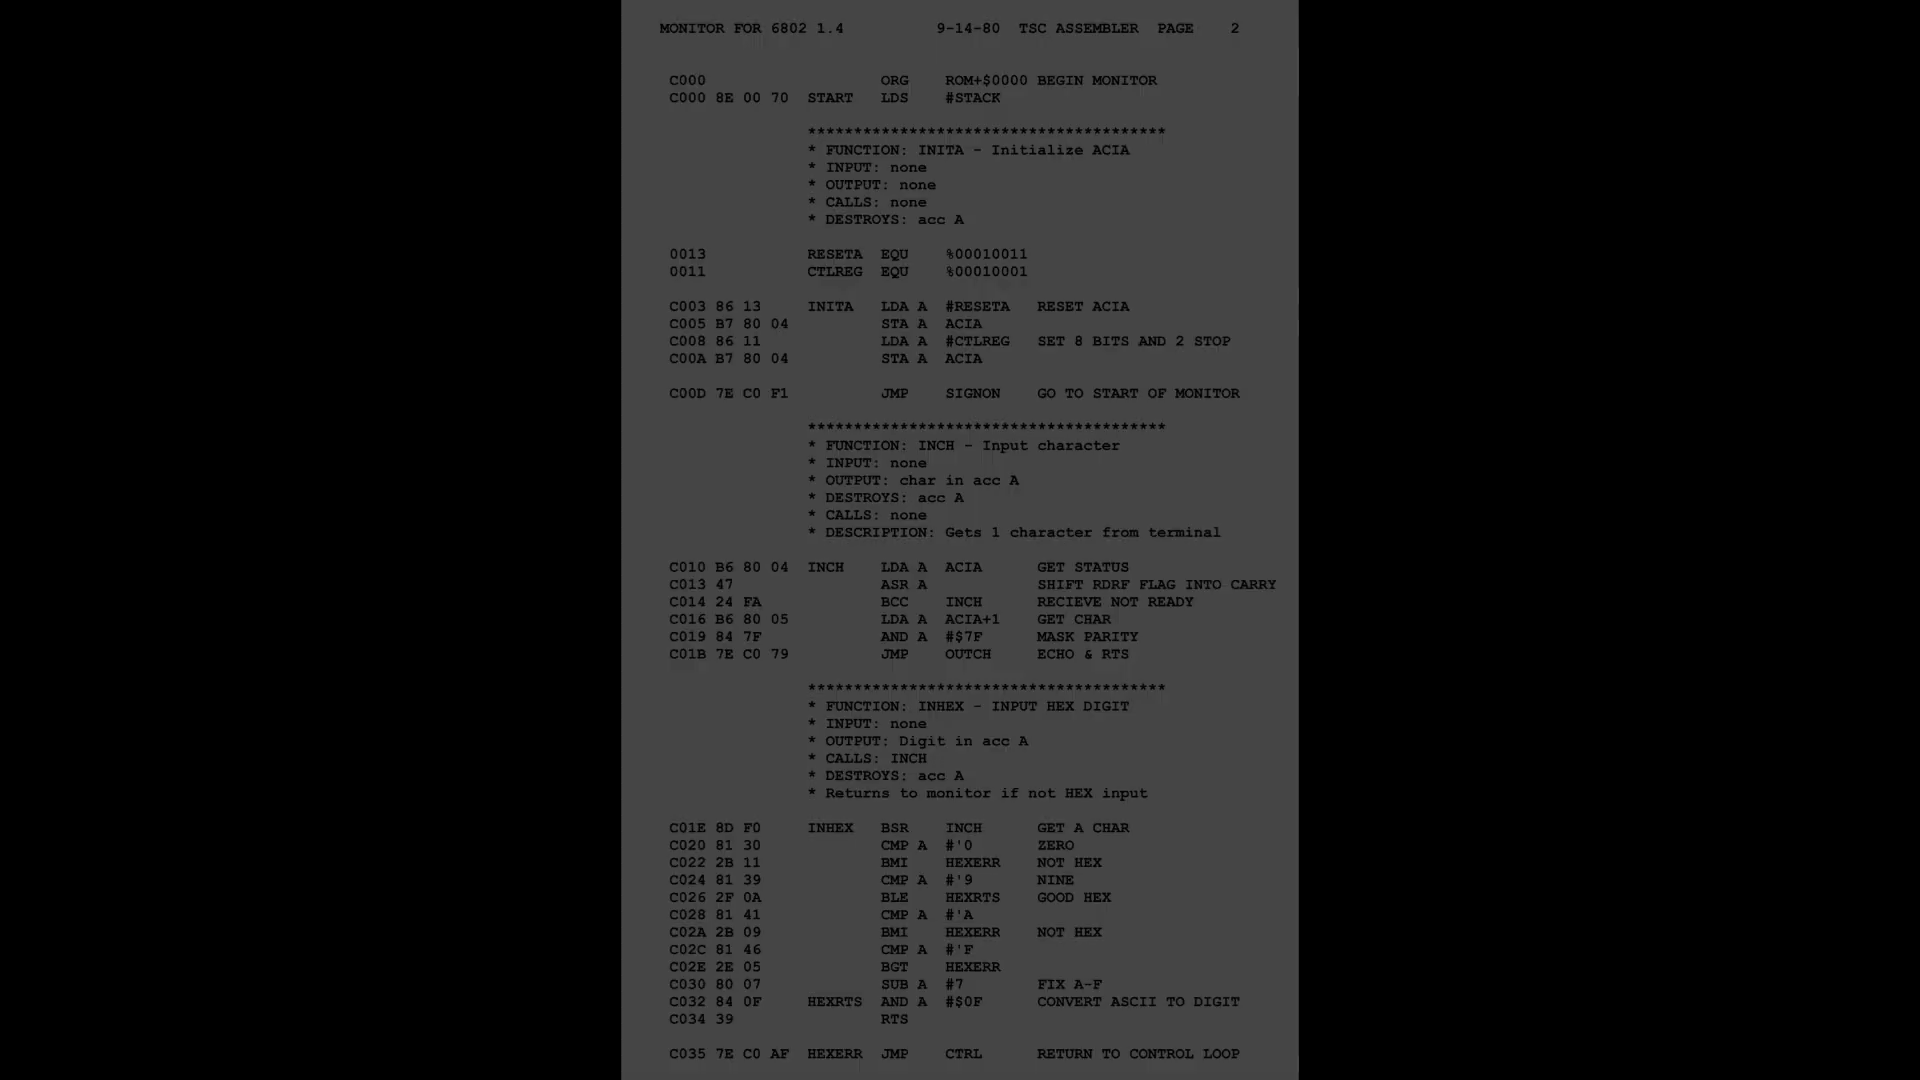 MONITOR FOR 6802 1.4          9-14-80  TSC ASSEMBLER  PAGE    2
C000                   ORG    ROM+$0000 BEGIN MONITOR
C000 8E 00 70  START   LDS    #STACK
***************************************
* FUNCTION: INITA - Initialize ACIA
* INPUT: none
* OUTPUT: none
* CALLS: none
* DESTROYS: acc A
0013           RESETA  EQU    %00010011
0011           CTLREG  EQU    %00010001
C003 86 13     INITA   LDA A  #RESETA   RESET ACIA
C005 B7 80 04          STA A  ACIA
C008 86 11             LDA A  #CTLREG   SET 8 BITS AND 2 STOP
C00A B7 80 04          STA A  ACIA
C00D 7E C0 F1          JMP    SIGNON    GO TO START OF MONITOR
***************************************
* FUNCTION: INCH - Input character
* INPUT: none
* OUTPUT: char in acc A
* DESTROYS: acc A
* CALLS: none
* DESCRIPTION: Gets 1 character from terminal
C010 B6 80 04  INCH    LDA A  ACIA      GET STATUS
C013 47                ASR A            SHIFT RDRF FLAG INTO CARRY
C014 24 FA             BCC    INCH      RECIEVE NOT READY
C016 B6 80 05          LDA A  ACIA+1    GET CHAR
C019 84 7F             AND A  #$7F      MASK PARITY
C01B 7E C0 79          JMP    OUTCH     ECHO & RTS
***************************************
* FUNCTION: INHEX - INPUT HEX DIGIT
* INPUT: none
* OUTPUT: Digit in acc A
* CALLS: INCH
* DESTROYS: acc A
* Returns to monitor if not HEX input
C01E 8D F0     INHEX   BSR    INCH      GET A CHAR
C020 81 30             CMP A  #'0       ZERO
C022 2B 11             BMI    HEXERR    NOT HEX
C024 81 39             CMP A  #'9       NINE
C026 2F 0A             BLE    HEXRTS    GOOD HEX
C028 81 41             CMP A  #'A
C02A 2B 09             BMI    HEXERR    NOT HEX
C02C 81 46             CMP A  #'F
C02E 2E 05             BGT    HEXERR
C030 80 07             SUB A  #7        FIX A-F
C032 84 0F     HEXRTS  AND A  #$0F      CONVERT ASCII TO DIGIT
C034 39                RTS
C035 7E C0 AF  HEXERR  JMP    CTRL      RETURN TO CONTROL LOOP